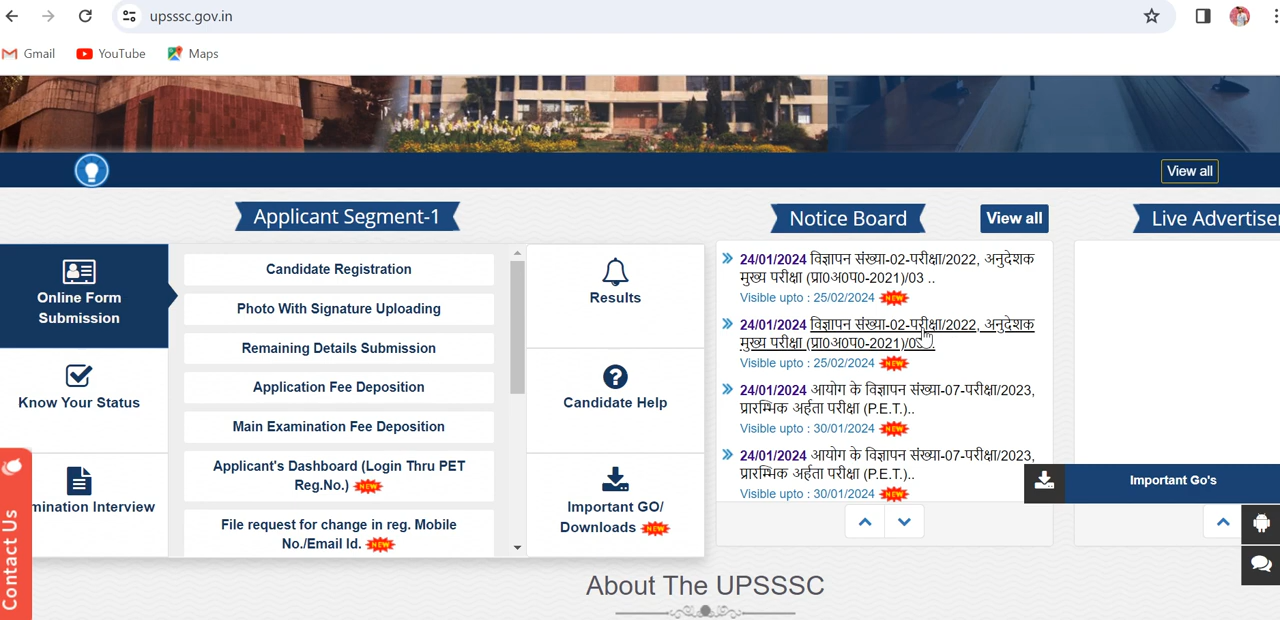 upsssc.gov.in
Gmail
YouTube
Maps
View all
Applicant Segment-1
Online Form
Submission
Know Your Status
mination Interview
Candidate Registration
Photo With Signature Uploading
Remaining Details Submission
Application Fee Deposition
Main Examination Fee Deposition
Applicant's Dashboard (Login Thru PET
Reg.No.) NEW
File request for change in reg. Mobile
No./Email Id. NEW
Results
Candidate Help
Important GO/
Downloads NEW
Notice Board
View all
24/01/2024 विज्ञापन संख्या-02-परीक्षा/2022, अनुदेशक
मुख्य परीक्षा (प्रा0अ0प0-2021)/03 ..
Visible upto : 25/02/2024 NEW
24/01/2024 विज्ञापन संख्या-02-परीक्षा/2022, अनुदेशक
मुख्य परीक्षा (प्रा0अ0प0-2021)/03 ..
Visible upto : 25/02/2024 NEW
24/01/2024 आयोग के विज्ञापन संख्या-07-परीक्षा/2023,
प्रारम्भिक अर्हता परीक्षा (P.E.T.)..
Visible upto : 30/01/2024 NEW
24/01/2024 आयोग के विज्ञापन संख्या-07-परीक्षा/2023,
प्रारम्भिक अर्हता परीक्षा (P.E.T.)..
Visible upto : 30/01/2024 NEW
Live Advertise
Important Go's
Contact Us
About The UPSSSC